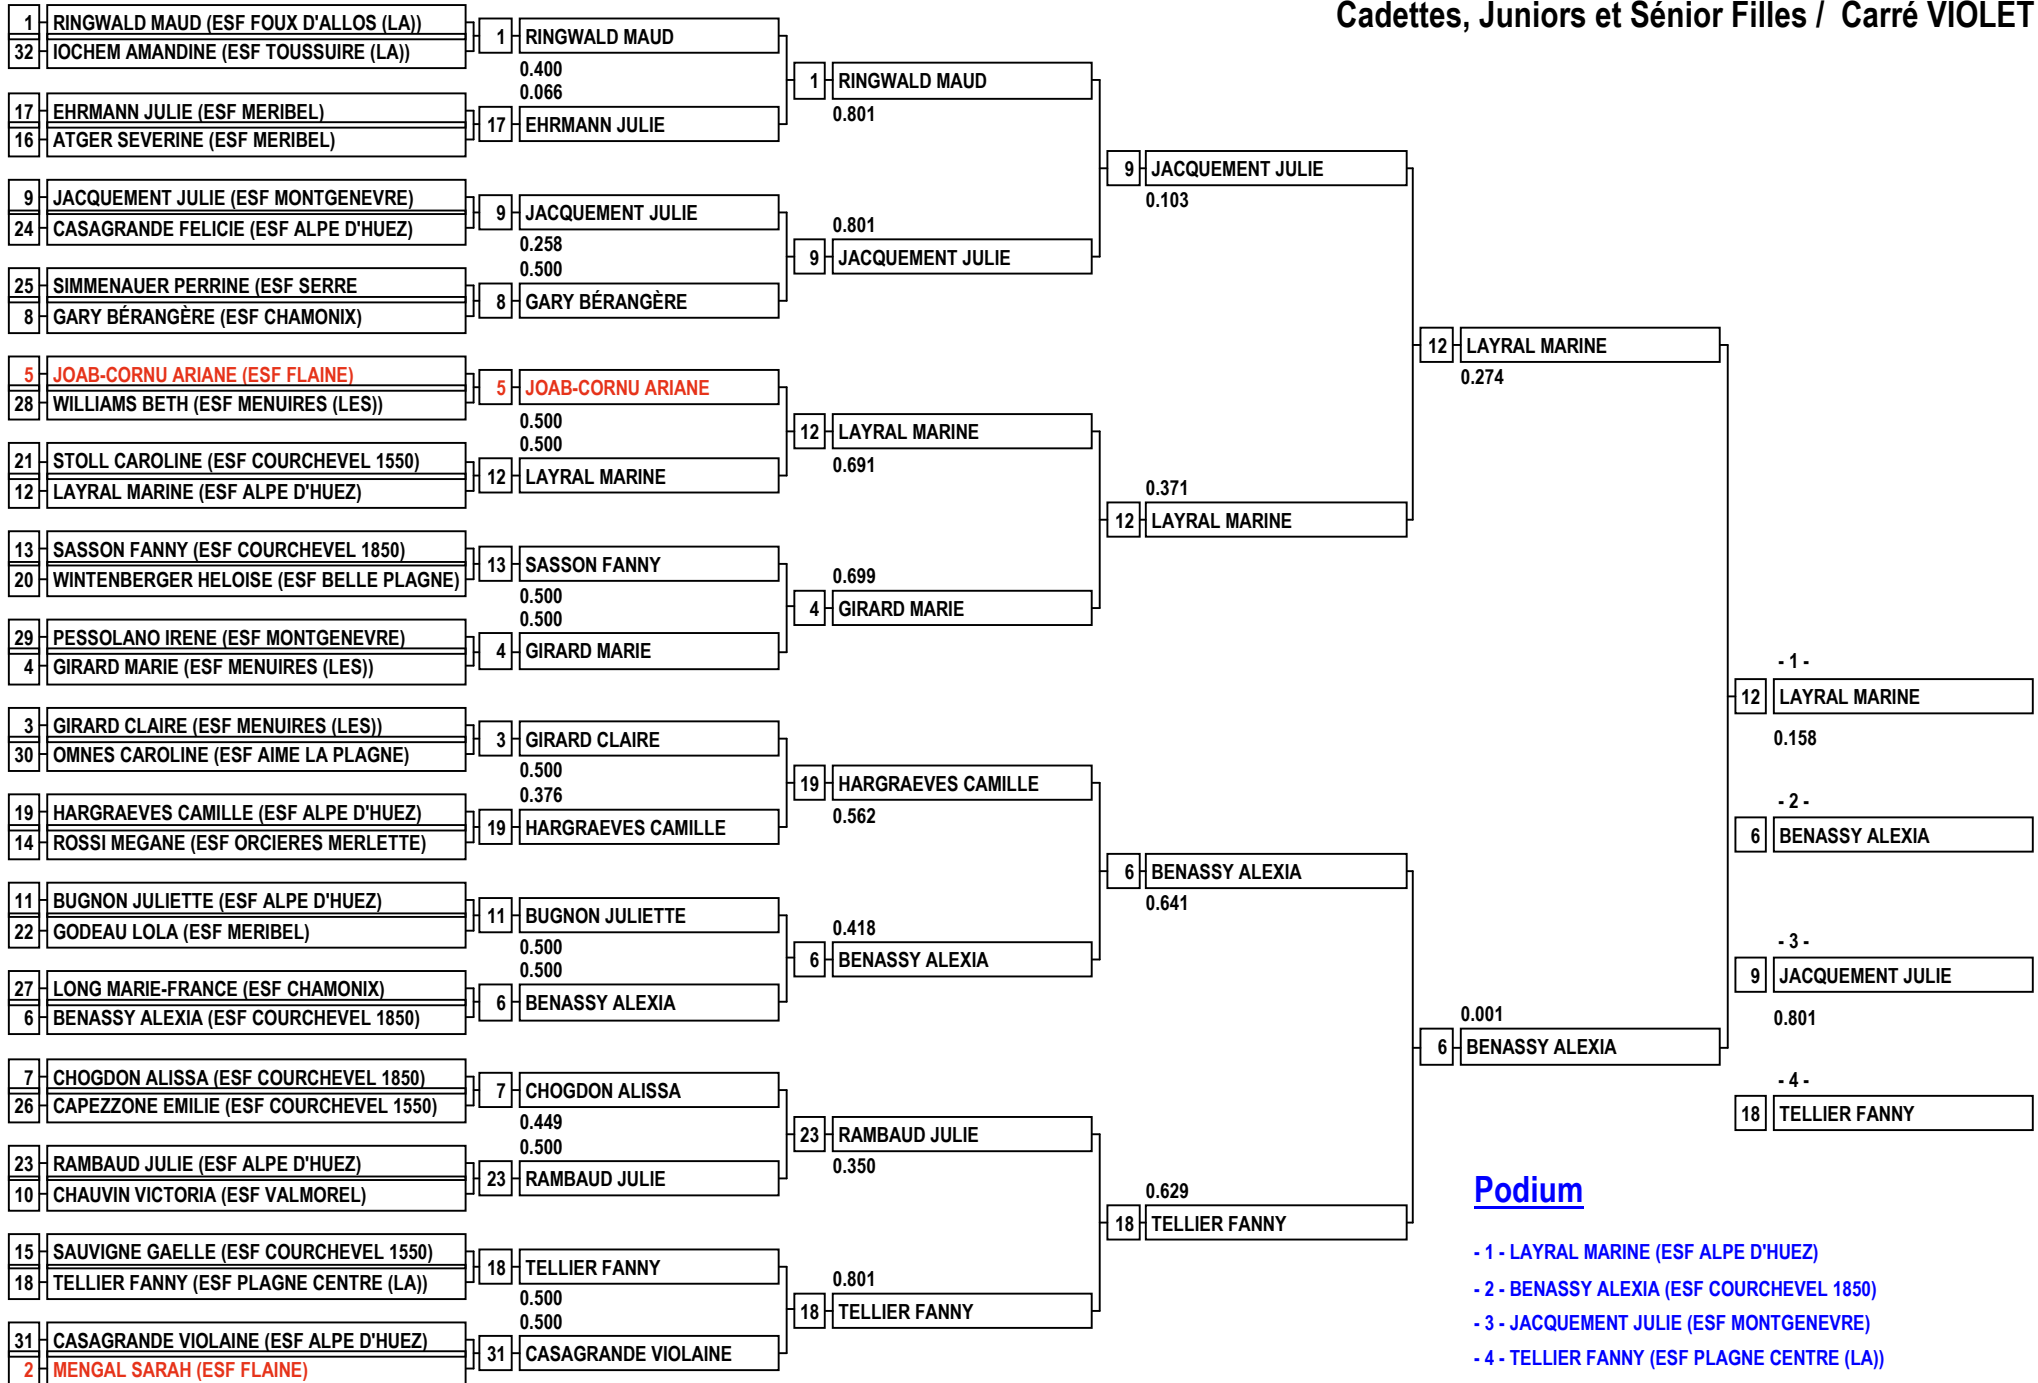 Cadettes, Juniors et Sénior Filles / Carré VIOLET
1 RINGWALD MAUD (ESF FOUX D'ALLOS (LA))
32 IOCHEM AMANDINE (ESF TOUSSUIRE (LA))
17 EHRMANN JULIE (ESF MERIBEL)
16 ATGER SEVERINE (ESF MERIBEL)
9 JACQUEMENT JULIE (ESF MONTGENEVRE)
24 CASAGRANDE FELICIE (ESF ALPE D'HUEZ)
25 SIMMENAUER PERRINE (ESF SERRE
8 GARY BÉRANGÈRE (ESF CHAMONIX)
5 JOAB-CORNU ARIANE (ESF FLAINE)
28 WILLIAMS BETH (ESF MENUIRES (LES))
21 STOLL CAROLINE (ESF COURCHEVEL 1550)
12 LAYRAL MARINE (ESF ALPE D'HUEZ)
13 SASSON FANNY (ESF COURCHEVEL 1850)
20 WINTENBERGER HELOISE (ESF BELLE PLAGNE)
29 PESSOLANO IRENE (ESF MONTGENEVRE)
4 GIRARD MARIE (ESF MENUIRES (LES))
3 GIRARD CLAIRE (ESF MENUIRES (LES))
30 OMNES CAROLINE (ESF AIME LA PLAGNE)
19 HARGRAEVES CAMILLE (ESF ALPE D'HUEZ)
14 ROSSI MEGANE (ESF ORCIERES MERLETTE)
11 BUGNON JULIETTE (ESF ALPE D'HUEZ)
22 GODEAU LOLA (ESF MERIBEL)
27 LONG MARIE-FRANCE (ESF CHAMONIX)
6 BENASSY ALEXIA (ESF COURCHEVEL 1850)
7 CHOGDON ALISSA (ESF COURCHEVEL 1850)
26 CAPEZZONE EMILIE (ESF COURCHEVEL 1550)
23 RAMBAUD JULIE (ESF ALPE D'HUEZ)
10 CHAUVIN VICTORIA (ESF VALMOREL)
15 SAUVIGNE GAELLE (ESF COURCHEVEL 1550)
18 TELLIER FANNY (ESF PLAGNE CENTRE (LA))
31 CASAGRANDE VIOLAINE (ESF ALPE D'HUEZ)
2 MENGAL SARAH (ESF FLAINE)
1 RINGWALD MAUD
0.400
0.066
17 EHRMANN JULIE
9 JACQUEMENT JULIE
0.258
0.500
8 GARY BÉRANGÈRE
5 JOAB-CORNU ARIANE
0.500
0.500
12 LAYRAL MARINE
13 SASSON FANNY
0.500
0.500
4 GIRARD MARIE
3 GIRARD CLAIRE
0.500
0.376
19 HARGRAEVES CAMILLE
11 BUGNON JULIETTE
0.500
0.500
6 BENASSY ALEXIA
7 CHOGDON ALISSA
0.449
0.500
23 RAMBAUD JULIE
18 TELLIER FANNY
0.500
0.500
31 CASAGRANDE VIOLAINE
1 RINGWALD MAUD
0.801
0.801
9 JACQUEMENT JULIE
12 LAYRAL MARINE
0.691
0.699
4 GIRARD MARIE
19 HARGRAEVES CAMILLE
0.562
0.418
6 BENASSY ALEXIA
23 RAMBAUD JULIE
0.350
0.801
18 TELLIER FANNY
9 JACQUEMENT JULIE
0.103
0.371
12 LAYRAL MARINE
6 BENASSY ALEXIA
0.641
0.629
18 TELLIER FANNY
12 LAYRAL MARINE
0.274
0.001
6 BENASSY ALEXIA
- 1 -
12 LAYRAL MARINE
0.158
- 2 -
6 BENASSY ALEXIA
- 3 -
9 JACQUEMENT JULIE
0.801
- 4 -
18 TELLIER FANNY
Podium
- 1 - LAYRAL MARINE (ESF ALPE D'HUEZ)
- 2 - BENASSY ALEXIA (ESF COURCHEVEL 1850)
- 3 - JACQUEMENT JULIE (ESF MONTGENEVRE)
- 4 - TELLIER FANNY (ESF PLAGNE CENTRE (LA))